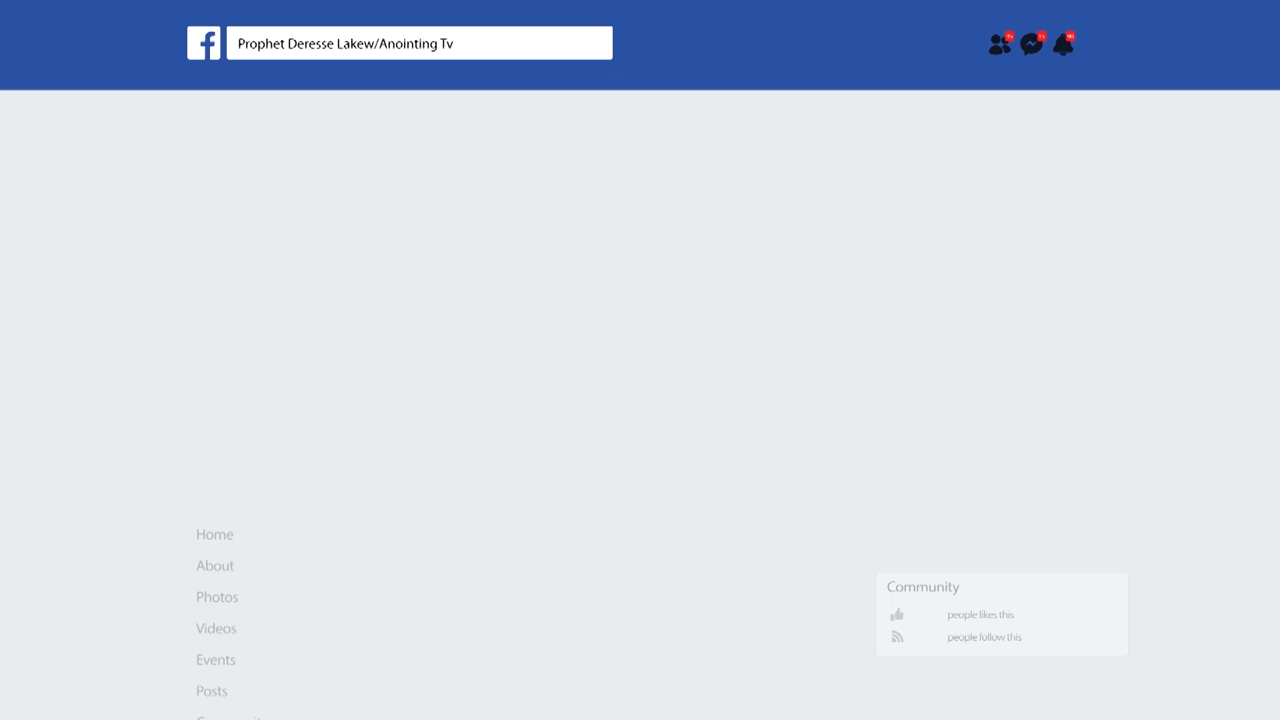 Prophet Deresse Lakew/Anointing Tv
Home
About
Photos
Videos
Events
Posts
Community
people likes this
people follow this